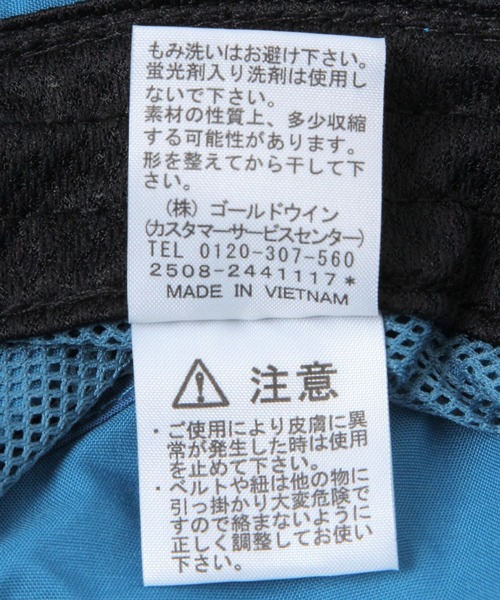 もみ洗いはお避け下さい。
蛍光剤入り洗剤は使用し
ないで下さい。
素材の性質上、多少収縮
する可能性があります。
形を整えてから干して下
さい。
(株) ゴールドウイン
(カスタマーサービスセンター)
TEL 0120-307-560
2508-2441117*
MADE IN VIETNAM
注意
・ご使用により皮膚に異
常が発生した時は使用
を止めて下さい。
・ベルトや紐は他の物に
引っ掛かり大変危険で
すので絡まないように
正しく調整してお使い
下さい。